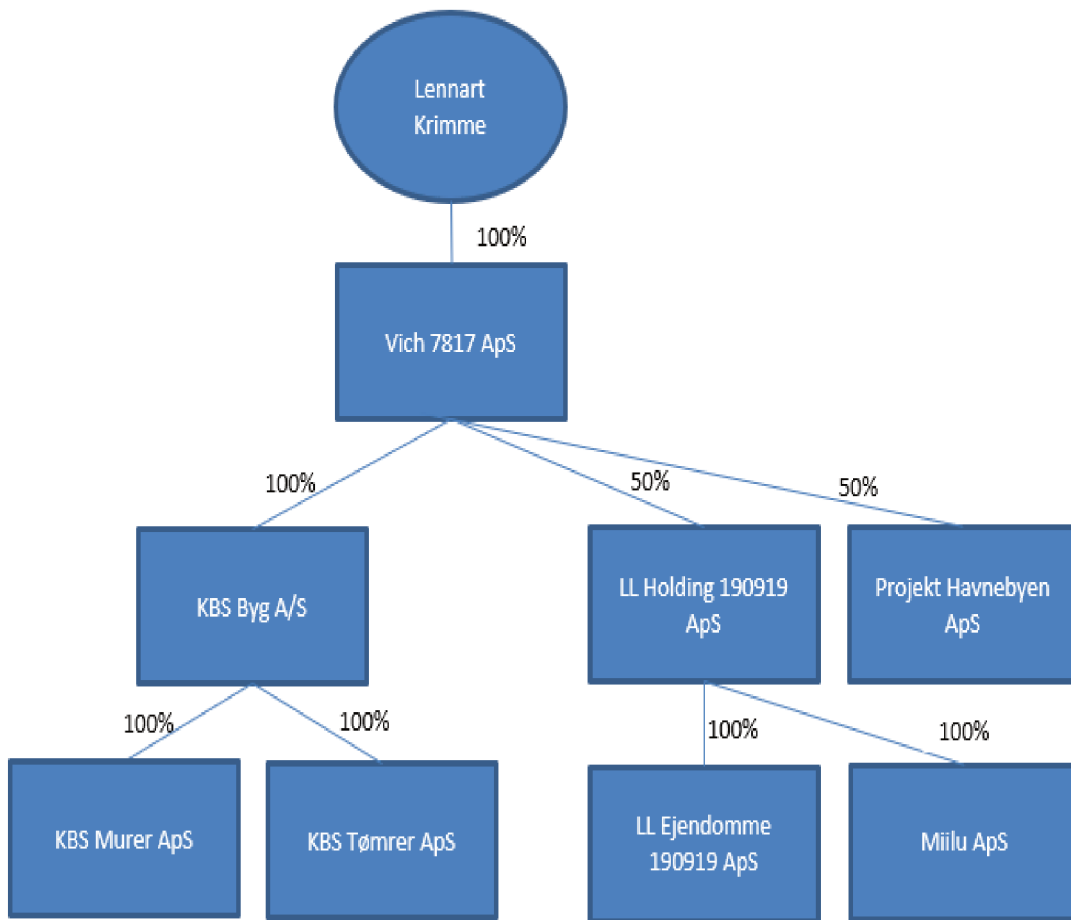 Lennart
Krimme
100%
Vich 7817 ApS
100%
50%
50%
KBS Byg A/S
LL Holding 190919
ApS
Projekt Havnebyen
ApS
100%
100%
100%
100%
KBS Murer ApS
KBS Tømrer ApS
LL Ejendomme
190919 ApS
Miilu ApS